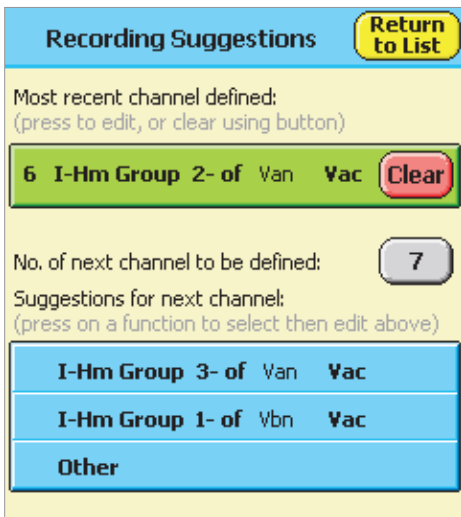 Recording Suggestions
Return
to List
Most recent channel defined:
(press to edit, or clear using button)
6 I-Hm Group 2- of Van Vac Clear
No. of next channel to be defined: 7
Suggestions for next channel:
(press on a function to select then edit above)
I-Hm Group 3- of Van Vac
I-Hm Group 1- of Vbn Vac
Other